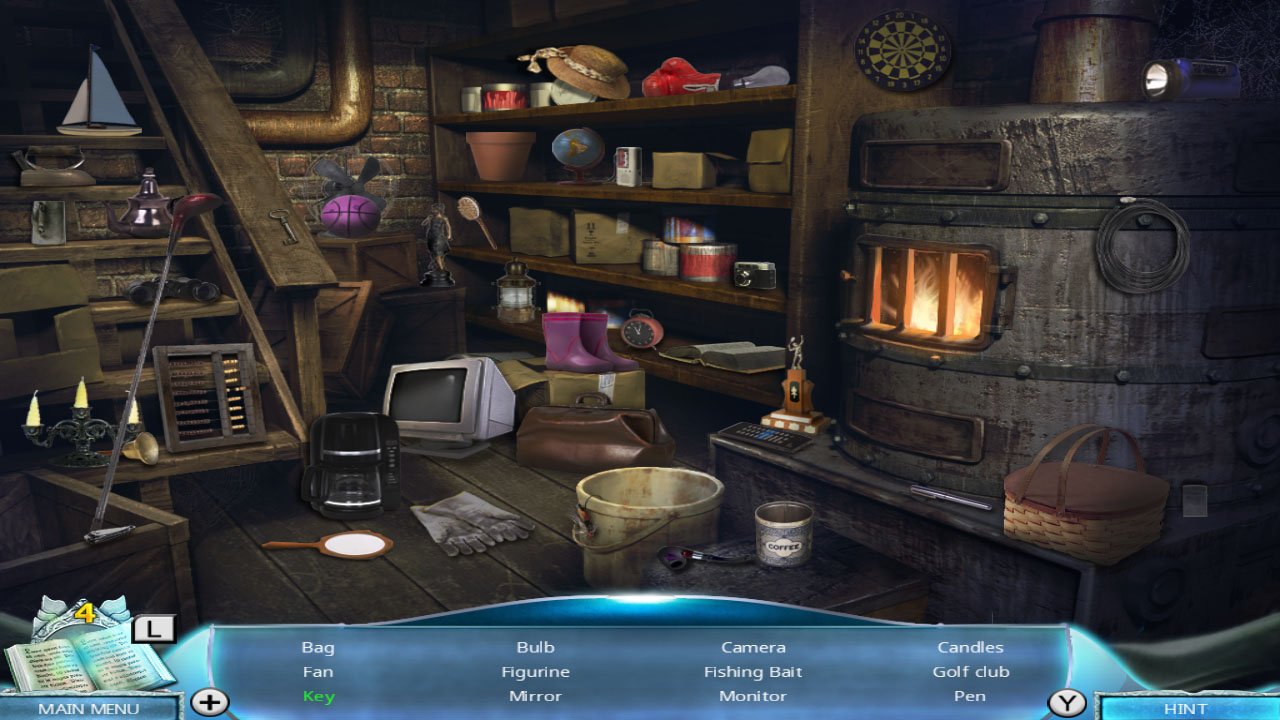 COFFEE
4
L
Bag Bulb Camera Candles
Fan Figurine Fishing Bait Golf club
Key Mirror Monitor Pen
MAIN MENU + Y HINT